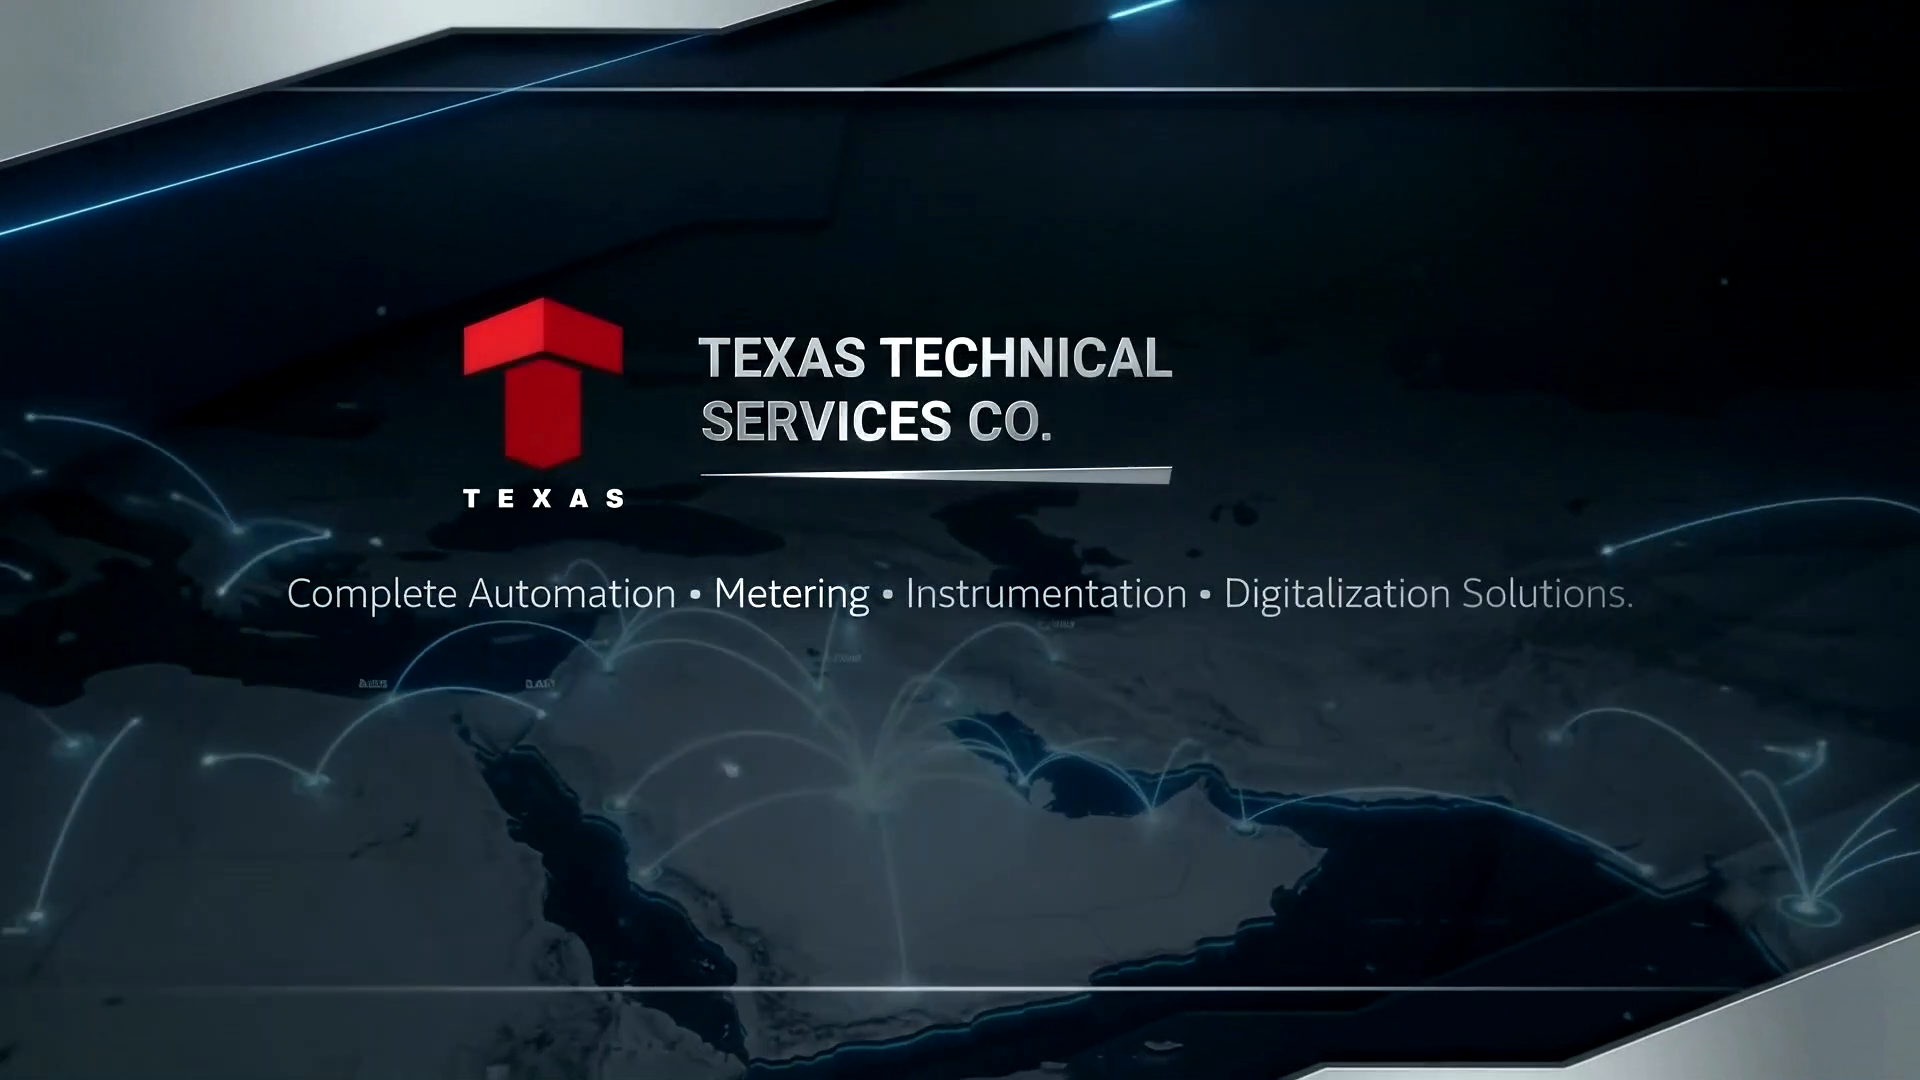 TEXAS TECHNICAL
SERVICES CO.
TEXAS
Complete Automation • Metering • Instrumentation • Digitalization Solutions.